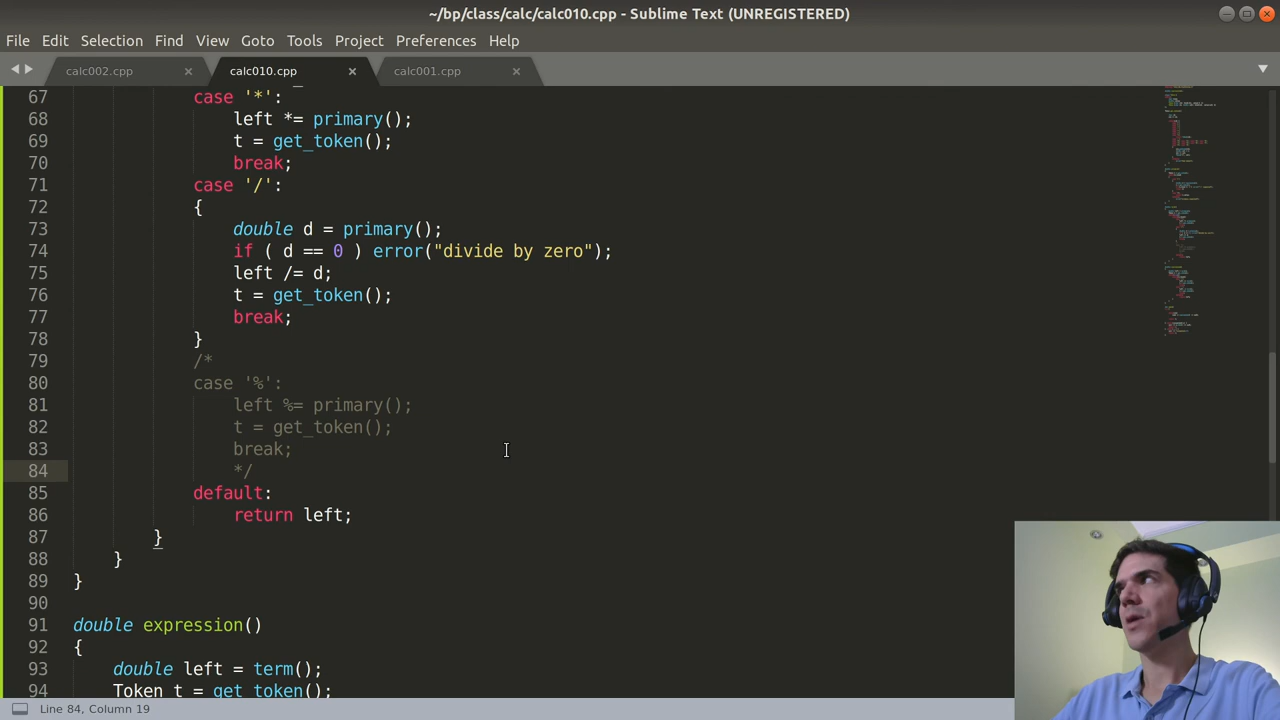 ~/bp/class/calc/calc010.cpp - Sublime Text (UNREGISTERED)
File Edit Selection Find View Goto Tools Project Preferences Help
calc002.cpp calc010.cpp calc001.cpp
67 case '*':
68 left *= primary();
69 t = get_token();
70 break;
71 case '/':
72 {
73 double d = primary();
74 if ( d == 0 ) error("divide by zero");
75 left /= d;
76 t = get_token();
77 break;
78 }
79 /*
80 case '%':
81 left %= primary();
82 t = get_token();
83 break;
84 */
85 default:
86 return left;
87 }
88 }
89 }
90
91 double expression()
92 {
93 double left = term();
94 Token t = get_token();
Line 84, Column 19